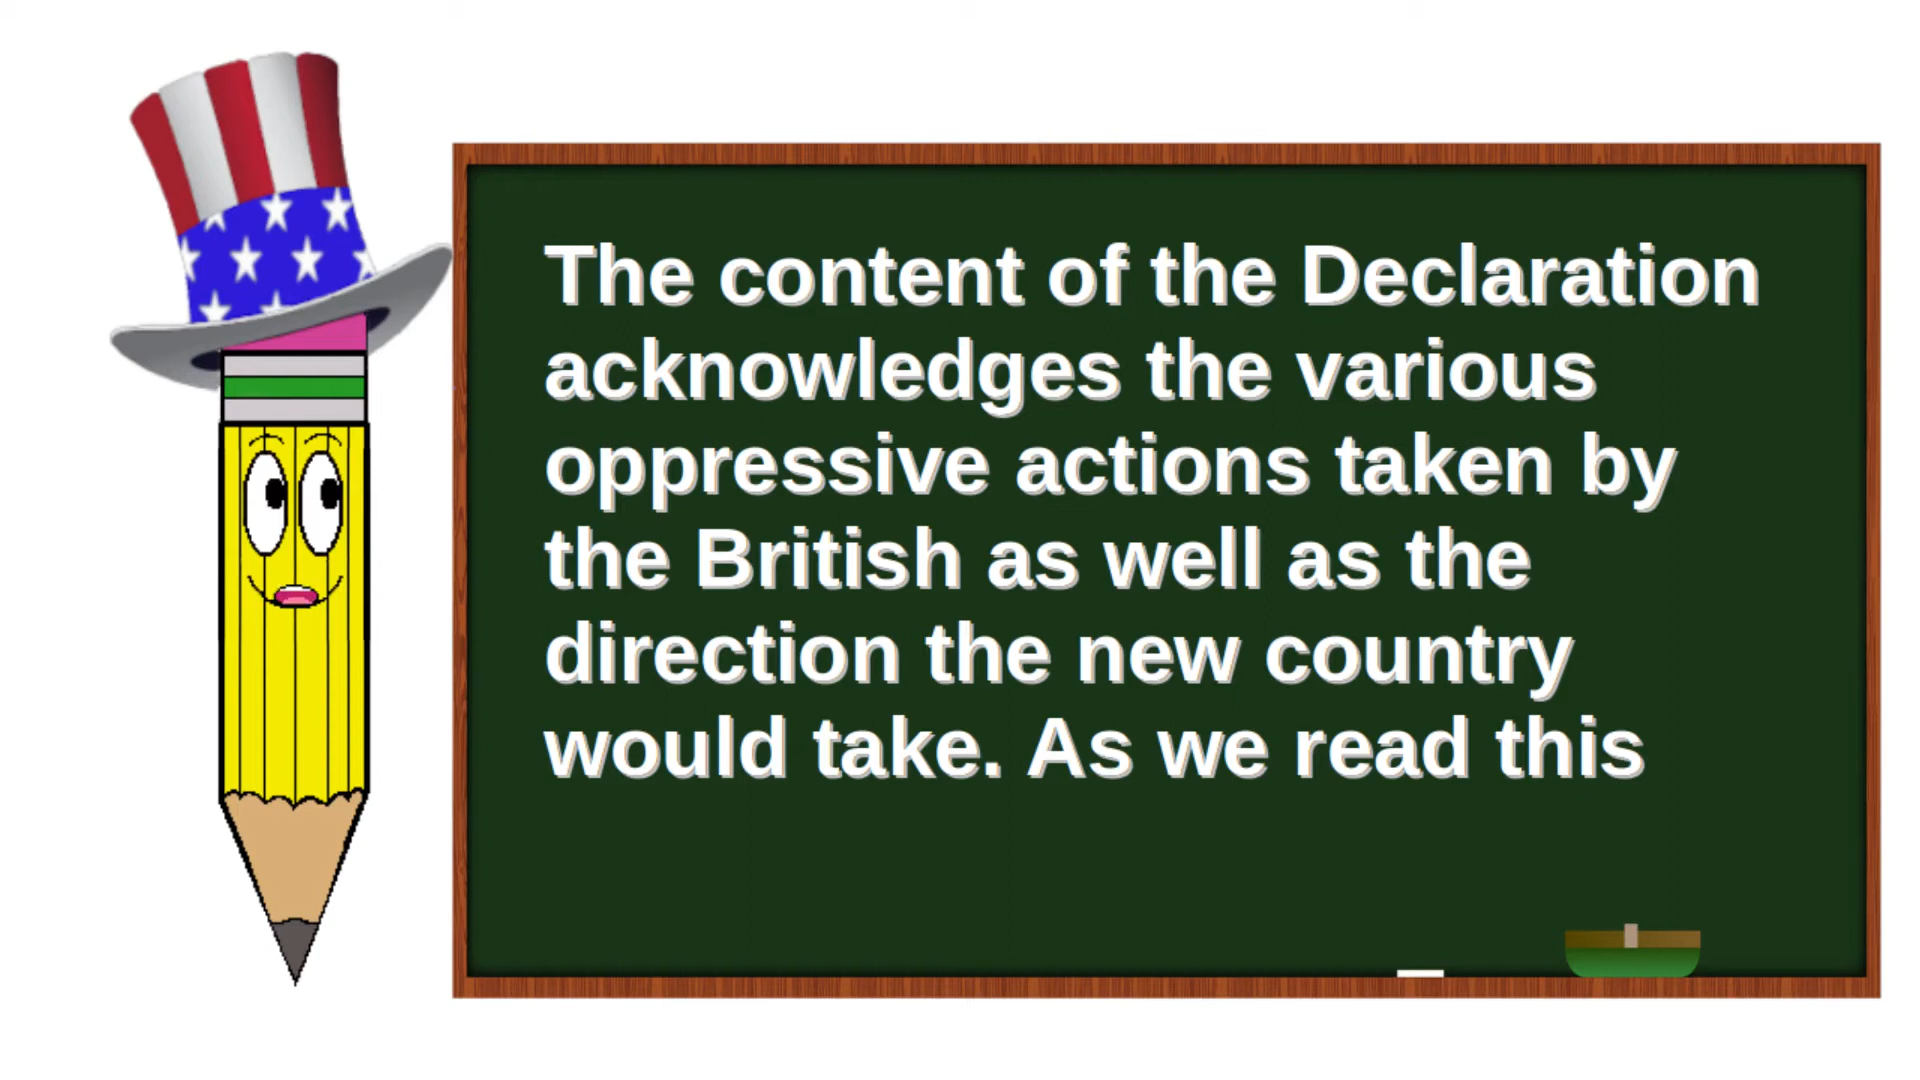 The content of the Declaration
acknowledges the various
oppressive actions taken by
the British as well as the
direction the new country
would take. As we read this